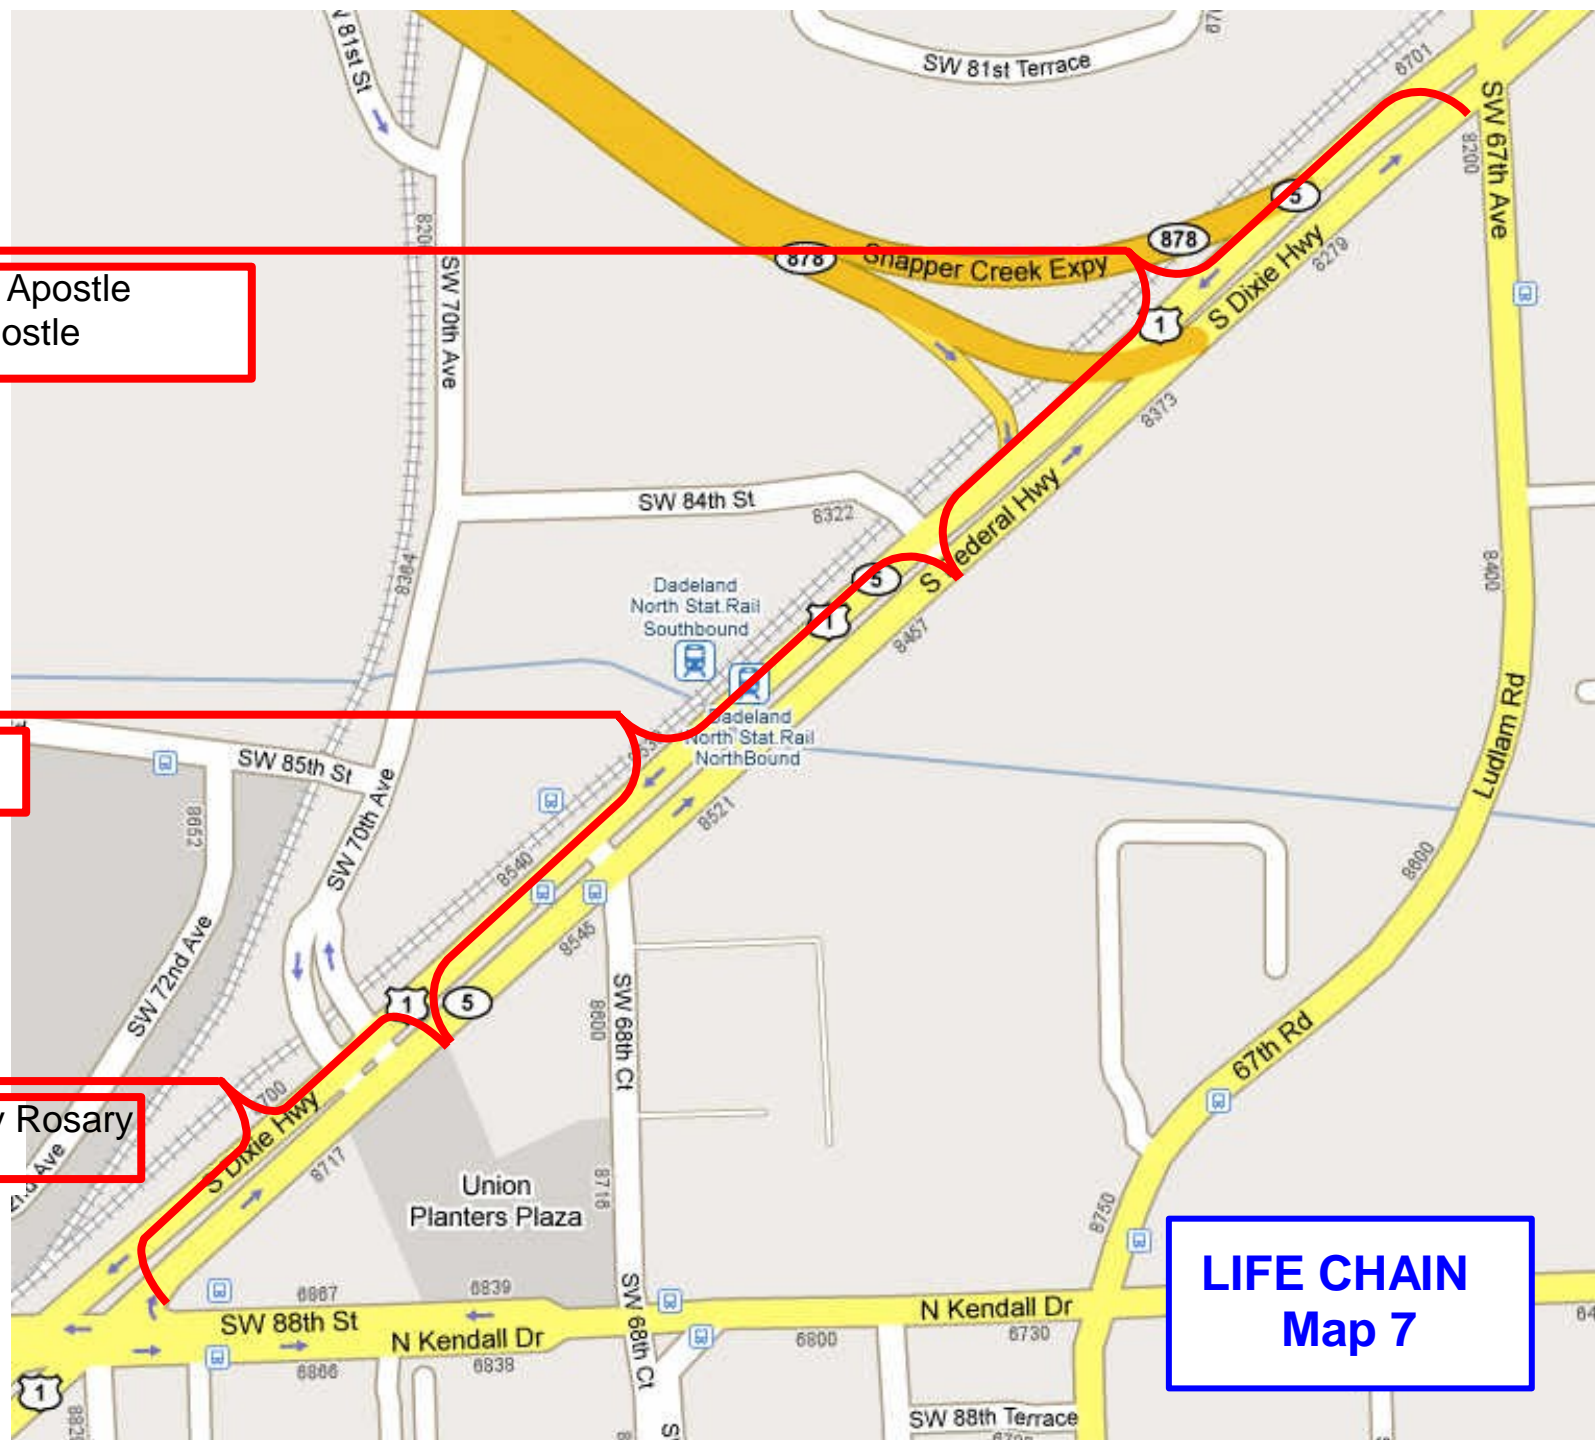 SW 81st St
SW 81st Terrace
6701
SW 67th Ave
8200
5
878
878
Snapper Creek Expy
S Dixie Hwy
8279
1
Apostle
ostle
SW 70th Ave
8373
SW 84th St
8322
S Federal Hwy
8364
8400
5
1
8457
Dadeland
North Stat.Rail
Southbound
Dadeland
North Stat.Rail
NorthBound
Ludlam Rd
SW 85th St
8652
SW 70th Ave
8521
8540
8600
8545
SW 72nd Ave
1
5
SW 68th Ct
8600
67th Rd
y Rosary
S Dixie Hwy
8717
8716
Union
Planters Plaza
8750
LIFE CHAIN
Map 7
6867
6839
SW 88th St
N Kendall Dr
N Kendall Dr
6866
6838
6800
6730
SW 68th Ct
1
SW 88th Terrace